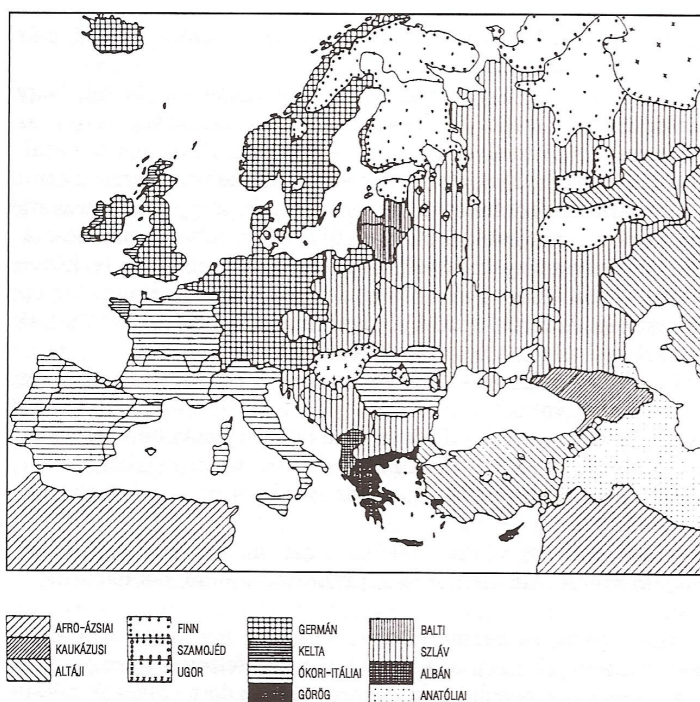 AFRO-ÁZSIAI
KAUKÁZUSI
ALTÁJI
FINN
SZAMOJÉD
UGOR
GERMÁN
KELTA
ÓKORI-ITÁLIAI
GÖRÖG
BALTI
SZLÁV
ALBÁN
ANATÓLIAI